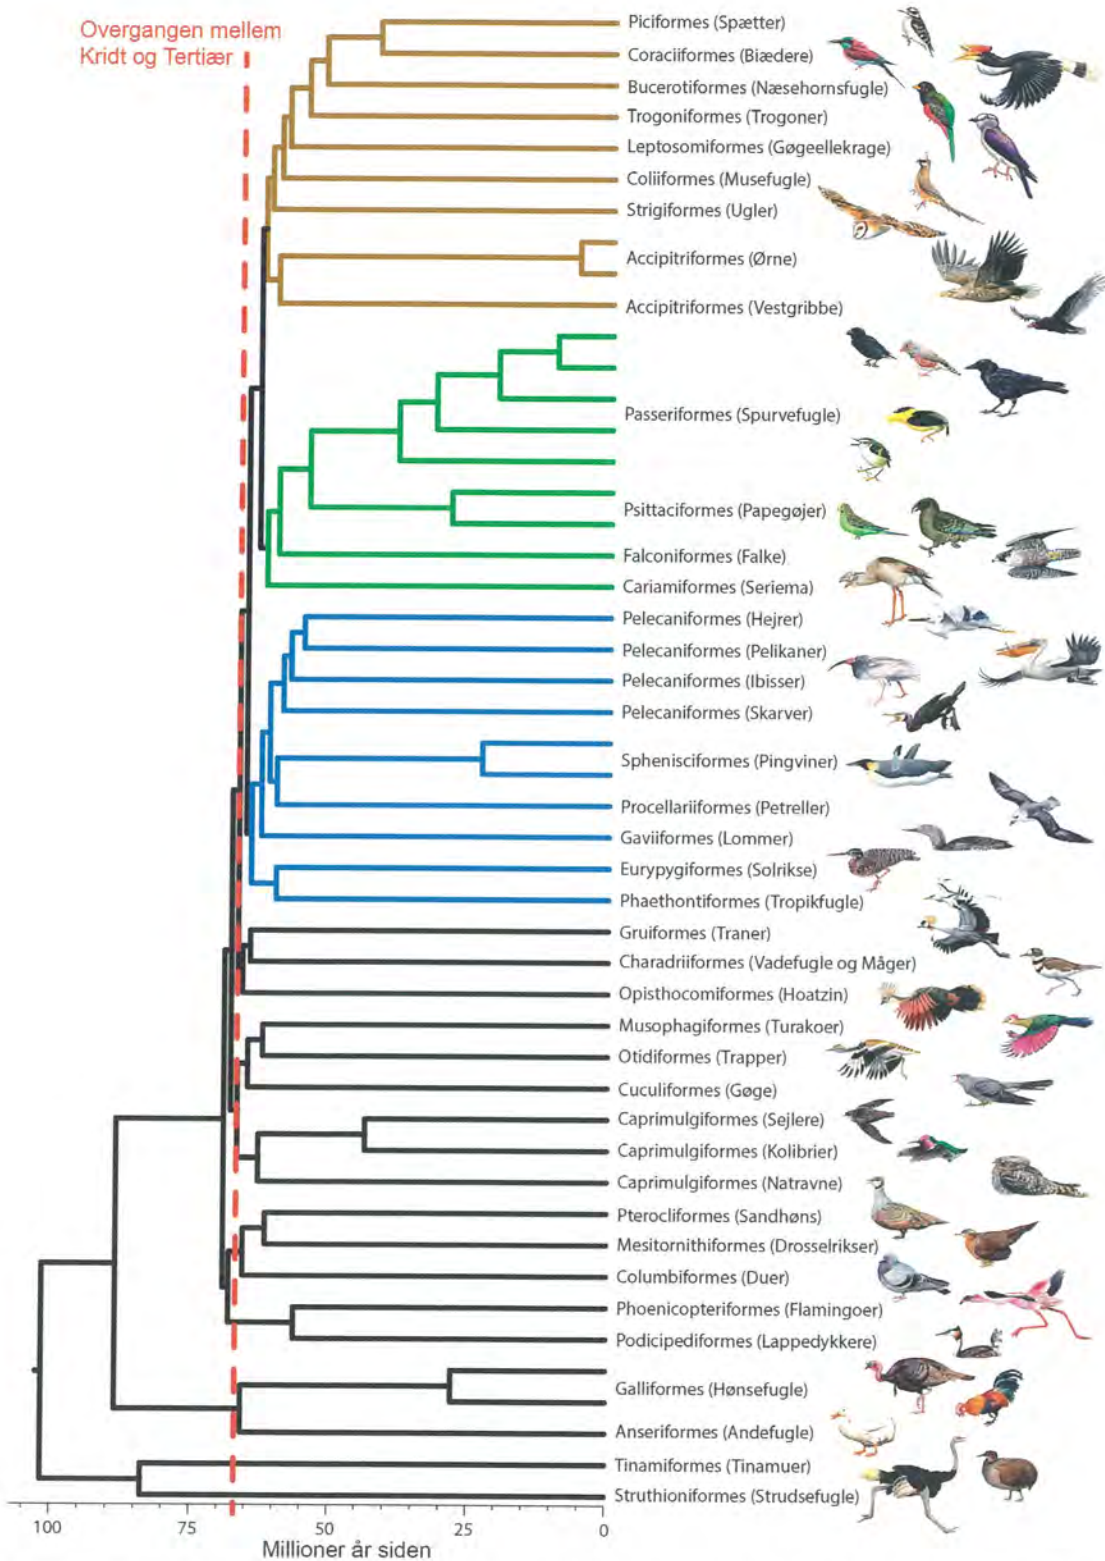 Overgangen mellem
Kridt og Tertiær
Piciformes (Spætter)
Coraciiformes (Biædere)
Bucerotiformes (Næsehornsfugle)
Trogoniformes (Trogoner)
Leptosomiformes (Gøgeellekrage)
Coliiformes (Musefugle)
Strigiformes (Ugler)
Accipitriformes (Ørne)
Accipitriformes (Vestgribbe)
Passeriformes (Spurvefugle)
Psittaciformes (Papegøjer)
Falconiformes (Falke)
Cariamiformes (Seriema)
Pelecaniformes (Hejrer)
Pelecaniformes (Pelikaner)
Pelecaniformes (Ibisser)
Pelecaniformes (Skarver)
Sphenisciformes (Pingviner)
Procellariiformes (Petreller)
Gaviiformes (Lommer)
Eurypygiformes (Solrikse)
Phaethontiformes (Tropikfugle)
Gruiformes (Traner)
Charadriiformes (Vadefugle og Måger)
Opisthocomiformes (Hoatzin)
Musophagiformes (Turakoer)
Otidiformes (Trapper)
Cuculiformes (Gøge)
Caprimulgiformes (Sejlere)
Caprimulgiformes (Kolibrier)
Caprimulgiformes (Natravne)
Pterocliformes (Sandhøns)
Mesitornithiformes (Drosselrikser)
Columbiformes (Duer)
Phoenicopteriformes (Flamingoer)
Podicipediformes (Lappedykkere)
Galliformes (Hønsefugle)
Anseriformes (Andefugle)
Tinamiformes (Tinamuer)
Struthioniformes (Strudsefugle)
100 75 50 25 0
Millioner år siden